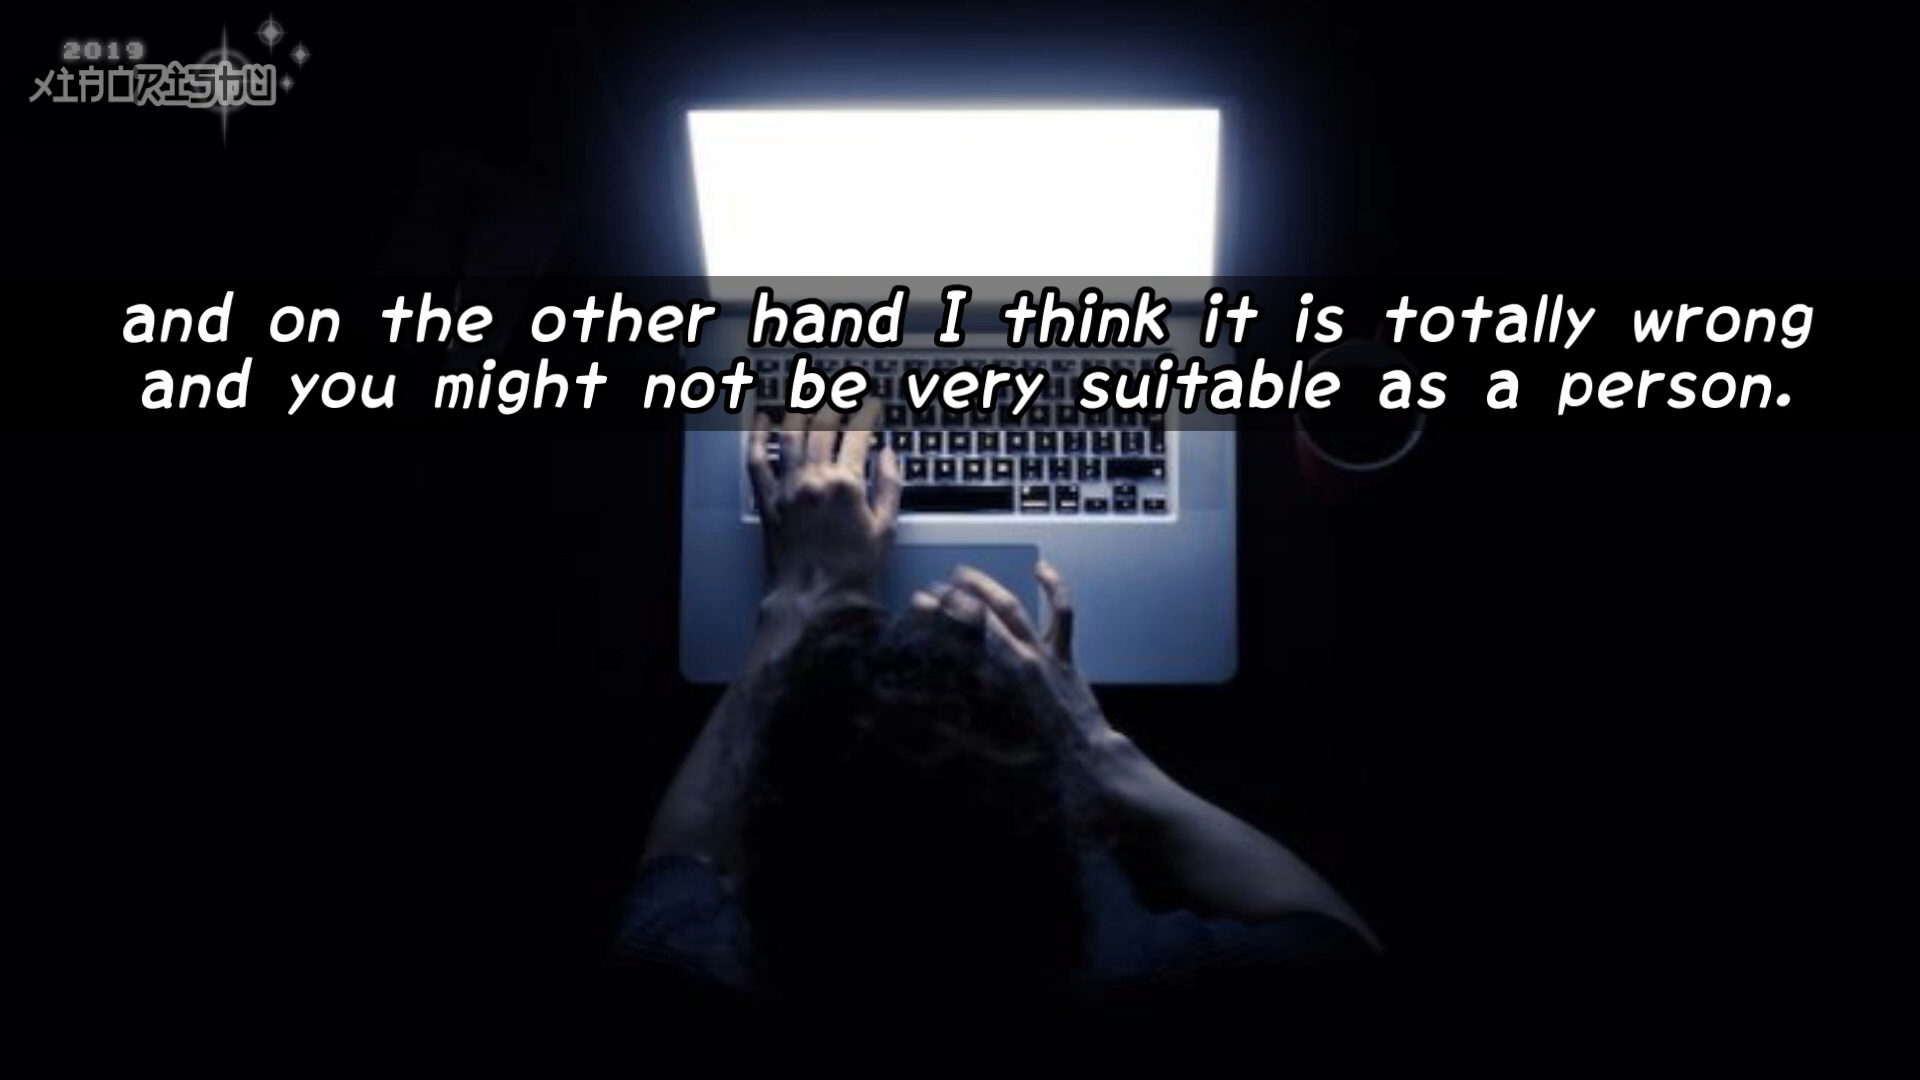 2019
XIAORISHU
and on the other hand I think it is totally wrong
and you might not be very suitable as a person.